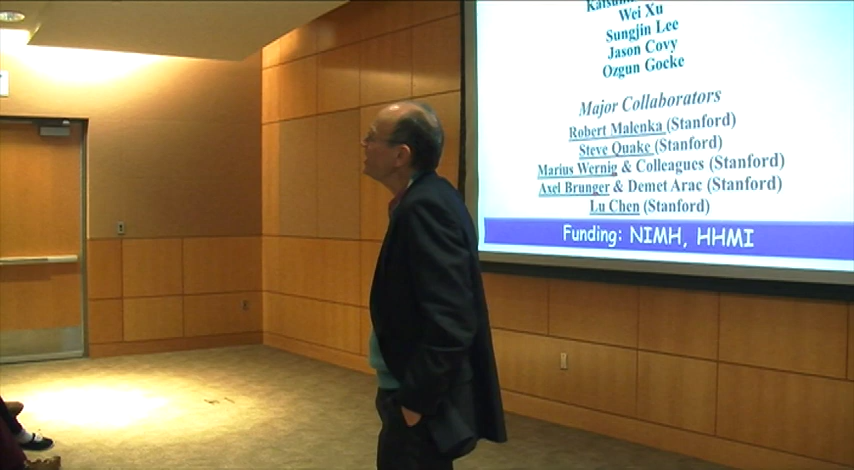 Wei Xu
Sungjin Lee
Jason Covy
Ozgun Gocke
Major Collaborators
Robert Malenka (Stanford)
Steve Quake (Stanford)
Marius Wernig & Colleagues (Stanford)
Axel Brunger & Demet Arac (Stanford)
Lu Chen (Stanford)
Funding: NIMH, HHMI